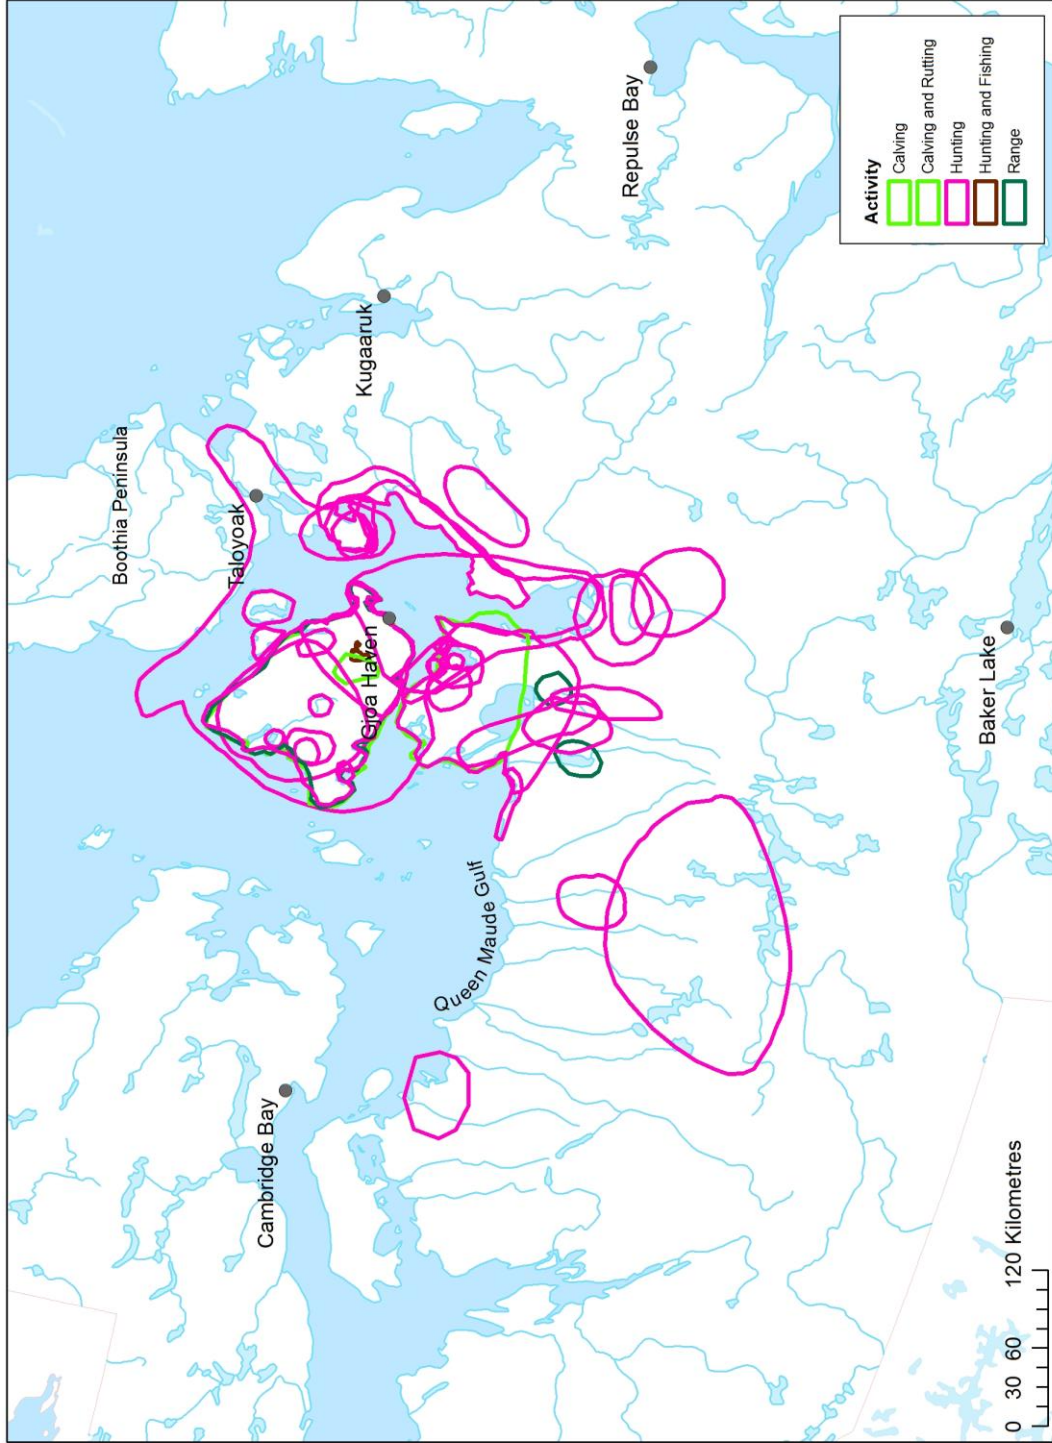 Boothia Peninsula
Taloyoak
Kugaaruk
Repulse Bay
Gjoa Haven
Cambridge Bay
Queen Maude Gulf
Baker Lake
Activity
Calving
Calving and Rutting
Hunting
Hunting and Fishing
Range
0 30 60 120 Kilometres